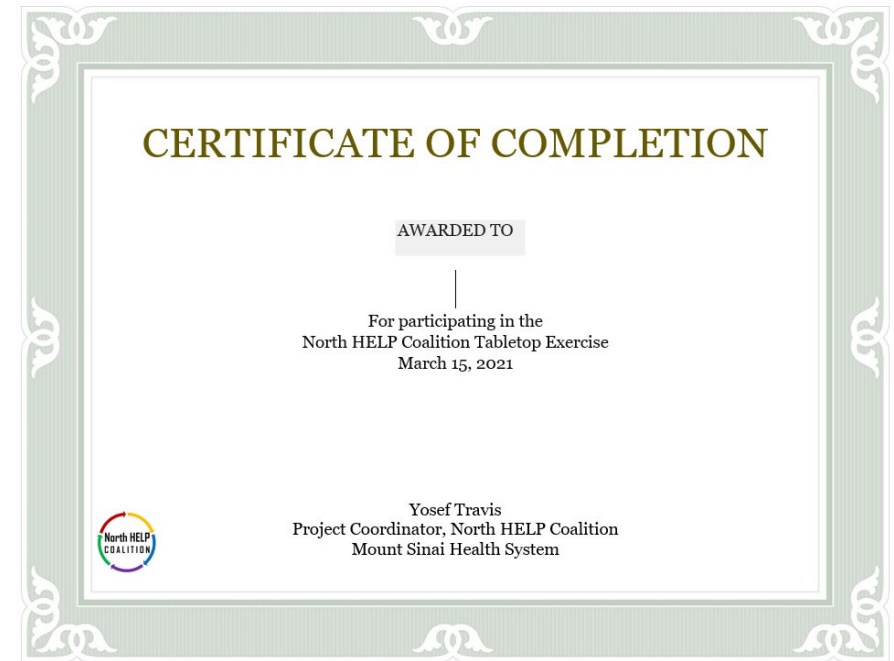 CERTIFICATE OF COMPLETION
AWARDED TO
For participating in the
North HELP Coalition Tabletop Exercise
March 15, 2021
Yosef Travis
Project Coordinator, North HELP Coalition
Mount Sinai Health System
North HELP
COALITION